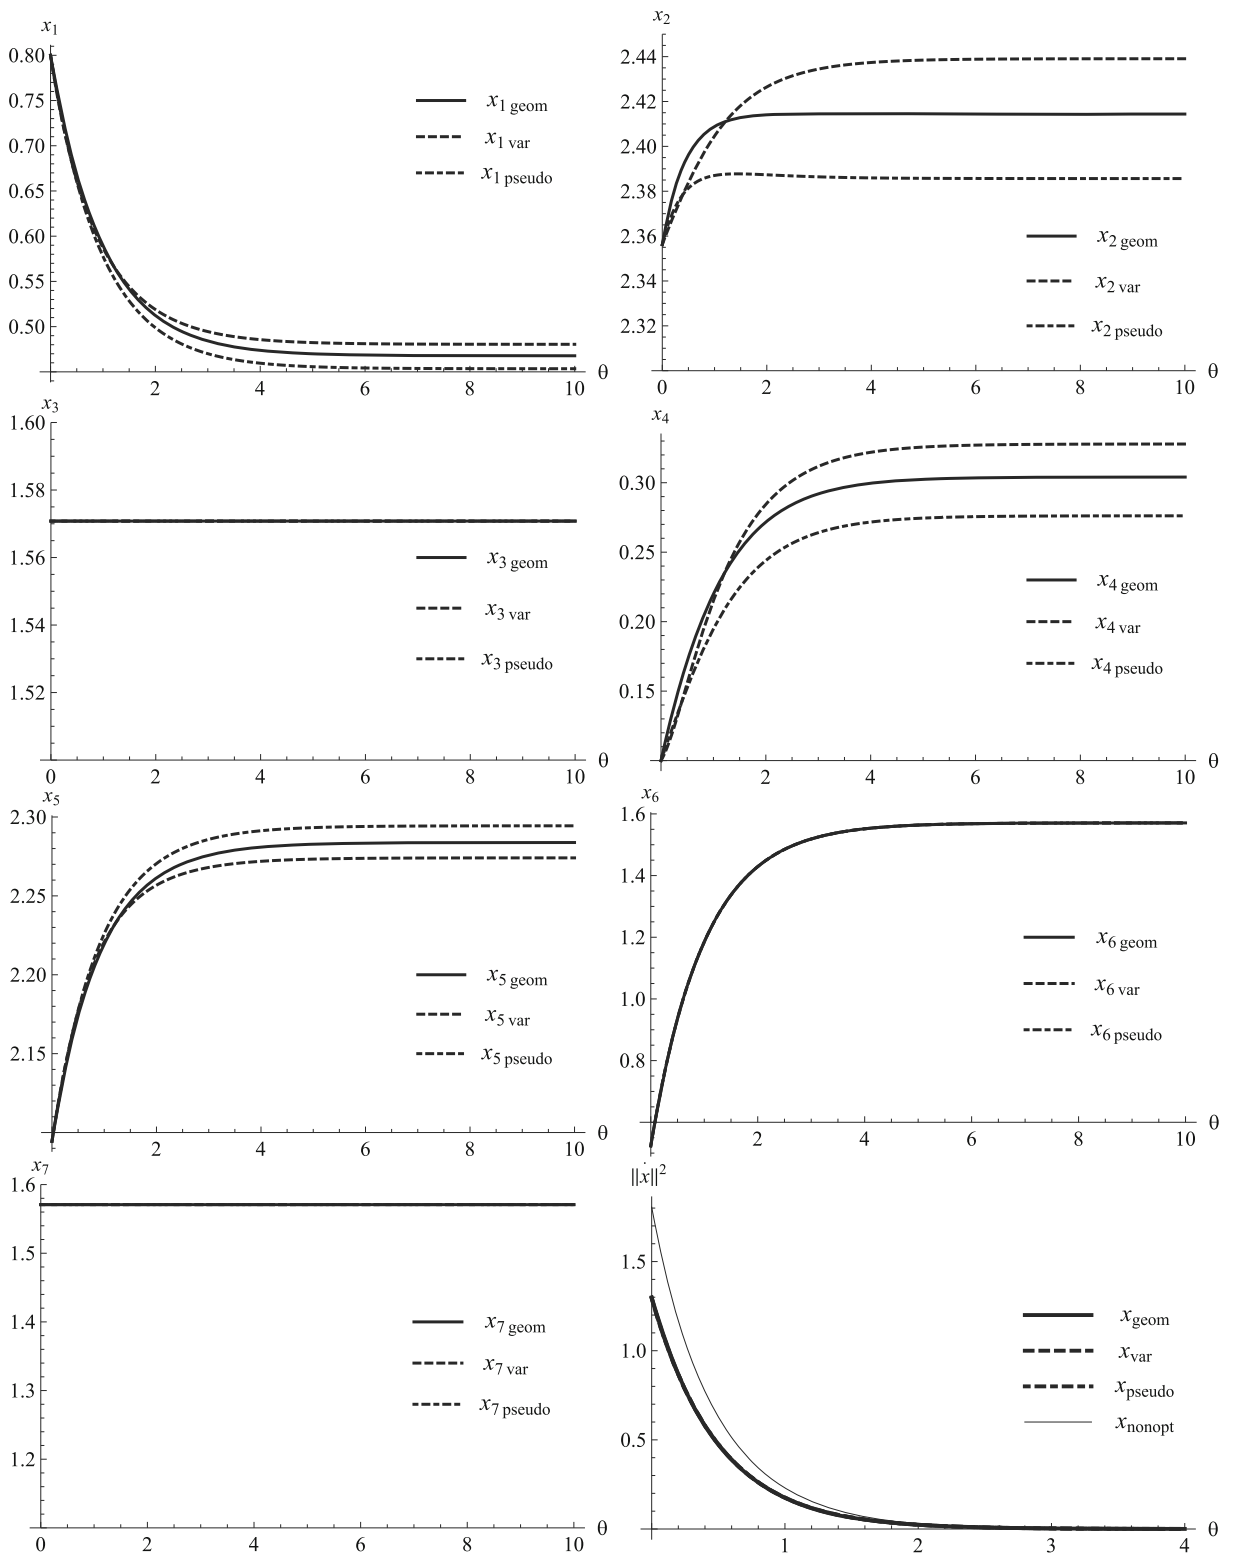 x1
0.80
0.75
0.70
0.65
0.60
0.55
0.50
2 4 6 8 10 θ
x1 geom
x1 var
x1 pseudo
x2
2.44
2.42
2.40
2.38
2.36
2.34
2.32
0 2 4 6 8 10 θ
x2 geom
x2 var
x2 pseudo
x3
1.60
1.58
1.56
1.54
1.52
0 2 4 6 8 10 θ
x3 geom
x3 var
x3 pseudo
x4
0.30
0.25
0.20
0.15
2 4 6 8 10 θ
x4 geom
x4 var
x4 pseudo
x5
2.30
2.25
2.20
2.15
2 4 6 8 10 θ
x5 geom
x5 var
x5 pseudo
x6
1.6
1.4
1.2
1.0
0.8
2 4 6 8 10 θ
x6 geom
x6 var
x6 pseudo
x7
1.6
1.5
1.4
1.3
1.2
0 2 4 6 8 10 θ
x7 geom
x7 var
x7 pseudo
||ẋ||²
1.5
1.0
0.5
1 2 3 4 θ
xgeom
xvar
xpseudo
xnonopt